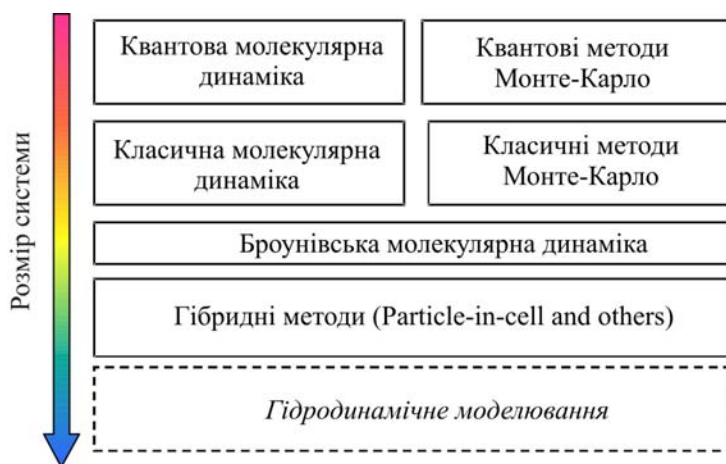 Розмір системи
Квантова молекулярна
динаміка
Квантові методи
Монте-Карло
Класична молекулярна
динаміка
Класичні методи
Монте-Карло
Броунівська молекулярна динаміка
Гібридні методи (Particle-in-cell and others)
Гідродинамічне моделювання